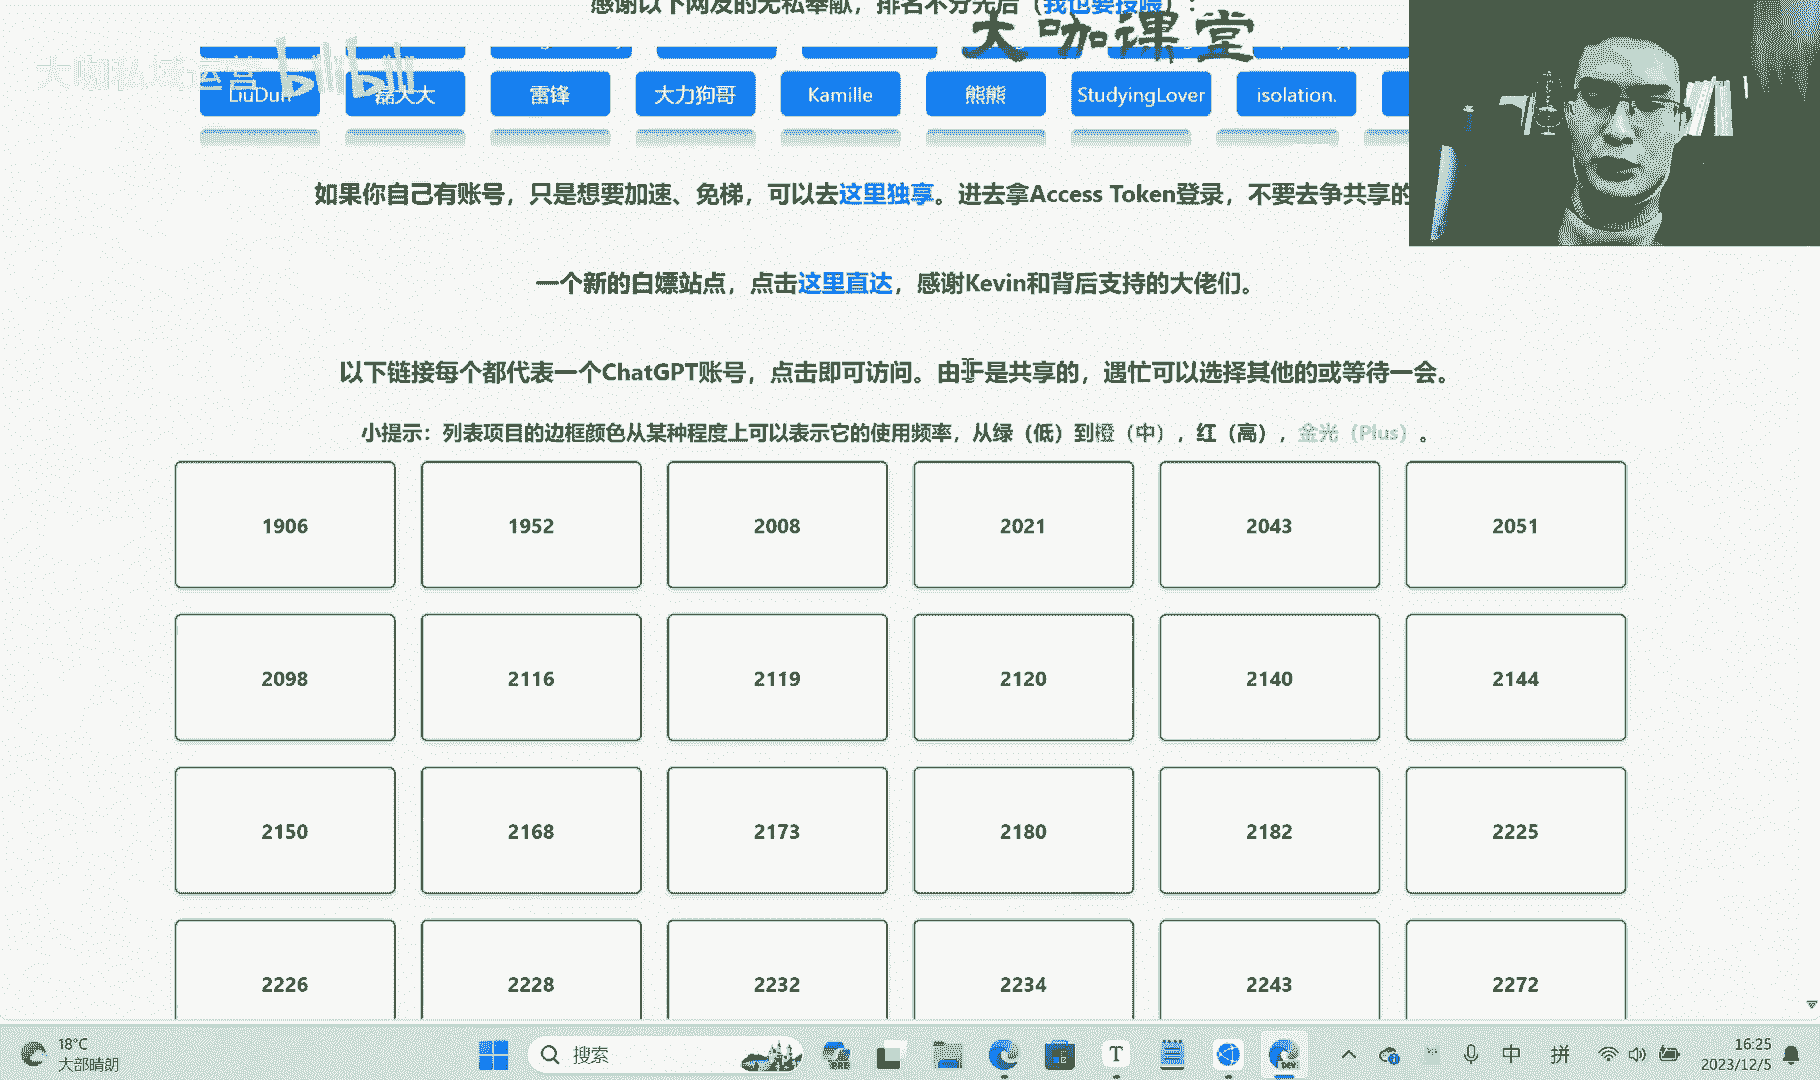 感谢以下网友的无私奉献，排名不分先后（我也要投喂）：
大咖课堂
大咖私域运营 bilibili
LiuDun 磊大大 雷锋 大力狗哥 Kamille 熊熊 StudyingLover isolation.
如果你自己有账号，只是想要加速、免梯，可以去这里独享。进去拿Access Token登录，不要去争共享的
一个新的白嫖站点，点击这里直达，感谢Kevin和背后支持的大佬们。
以下链接每个都代表一个ChatGPT账号，点击即可访问。由于是共享的，遇忙可以选择其他的或等待一会。
小提示：列表项目的边框颜色从某种程度上可以表示它的使用频率，从绿（低）到橙（中），红（高），金光（Plus）。
1906 1952 2008 2021 2043 2051
2098 2116 2119 2120 2140 2144
2150 2168 2173 2180 2182 2225
2226 2228 2232 2234 2243 2272
18°C
大部晴朗
搜索
PRE
T
DEV
中
拼
16:25
2023/12/5